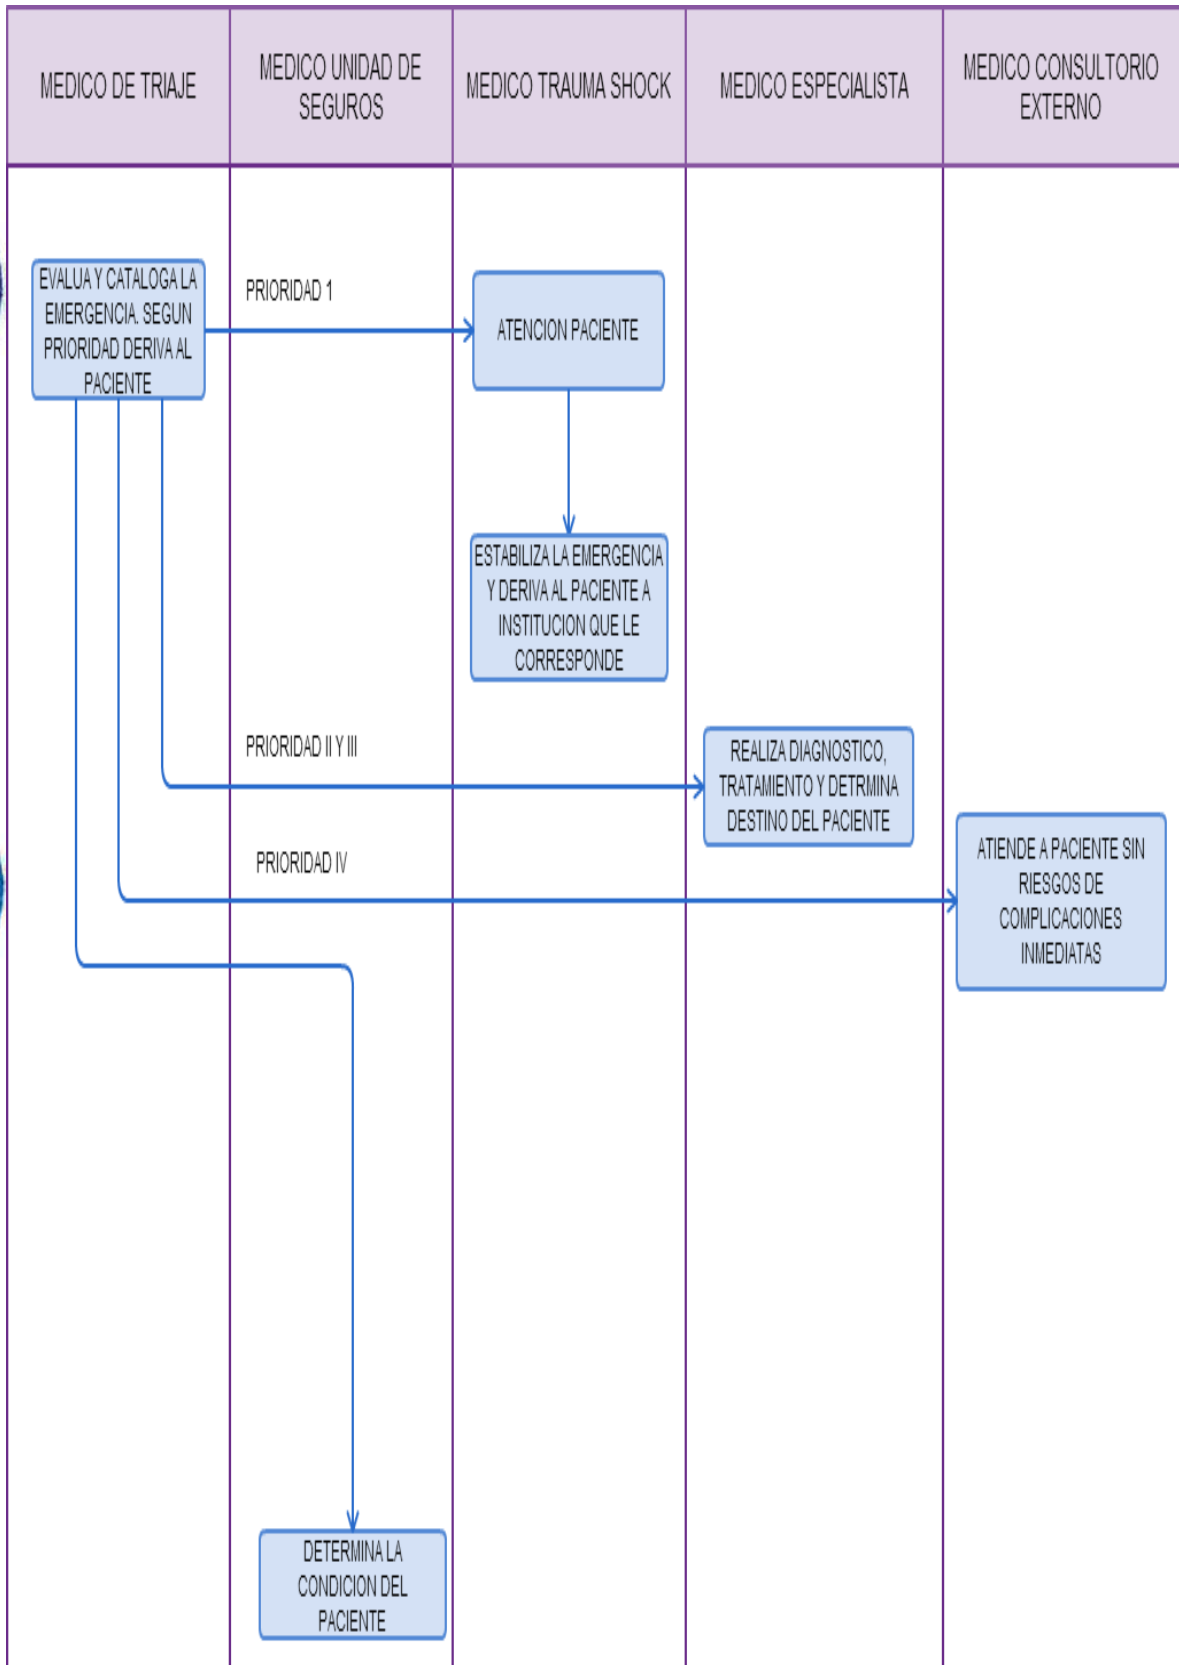 MEDICO DE TRIAJE
MEDICO UNIDAD DE
SEGUROS
MEDICO TRAUMA SHOCK
MEDICO ESPECIALISTA
MEDICO CONSULTORIO
EXTERNO
EVALUA Y CATALOGA LA
EMERGENCIA. SEGUN
PRIORIDAD DERIVA AL
PACIENTE
PRIORIDAD 1
ATENCION PACIENTE
ESTABILIZA LA EMERGENCIA
Y DERIVA AL PACIENTE A
INSTITUCION QUE LE
CORRESPONDE
PRIORIDAD II Y III
REALIZA DIAGNOSTICO,
TRATAMIENTO Y DETRMINA
DESTINO DEL PACIENTE
PRIORIDAD IV
ATIENDE A PACIENTE SIN
RIESGOS DE
COMPLICACIONES
INMEDIATAS
DETERMINA LA
CONDICION DEL
PACIENTE